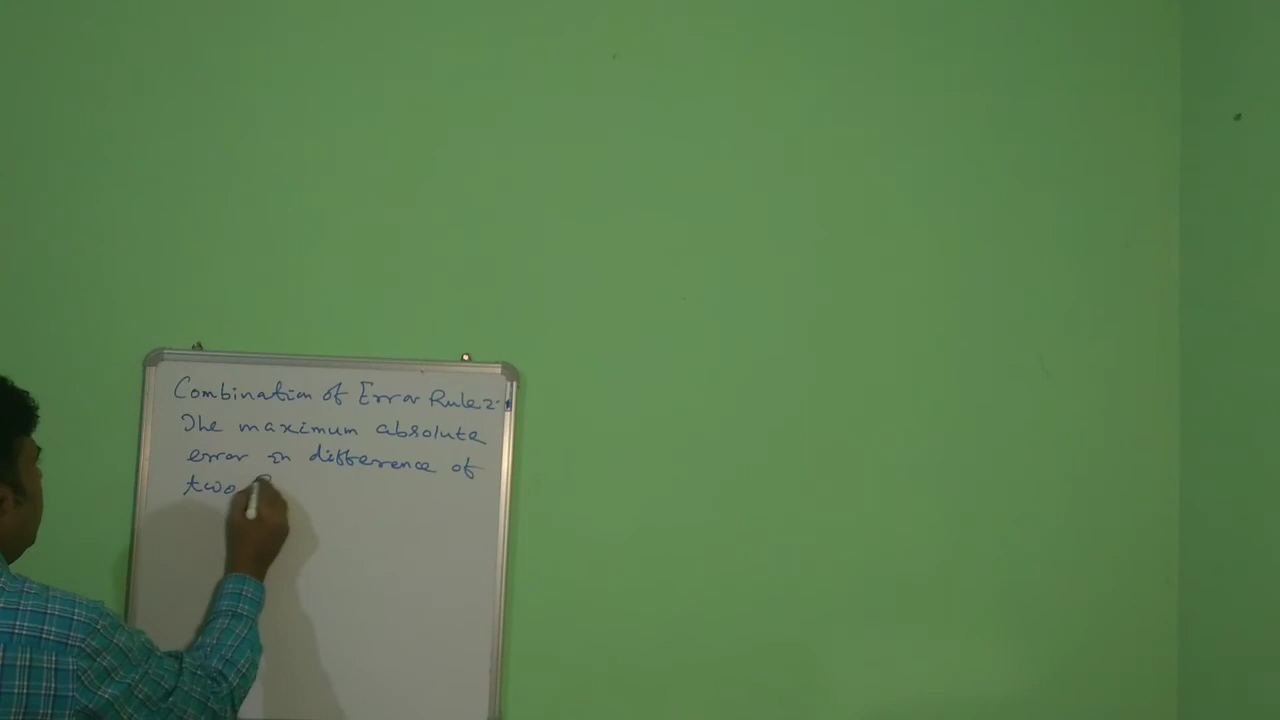 Combination of Error Rule 2:
The maximum absolute
error in difference of
two